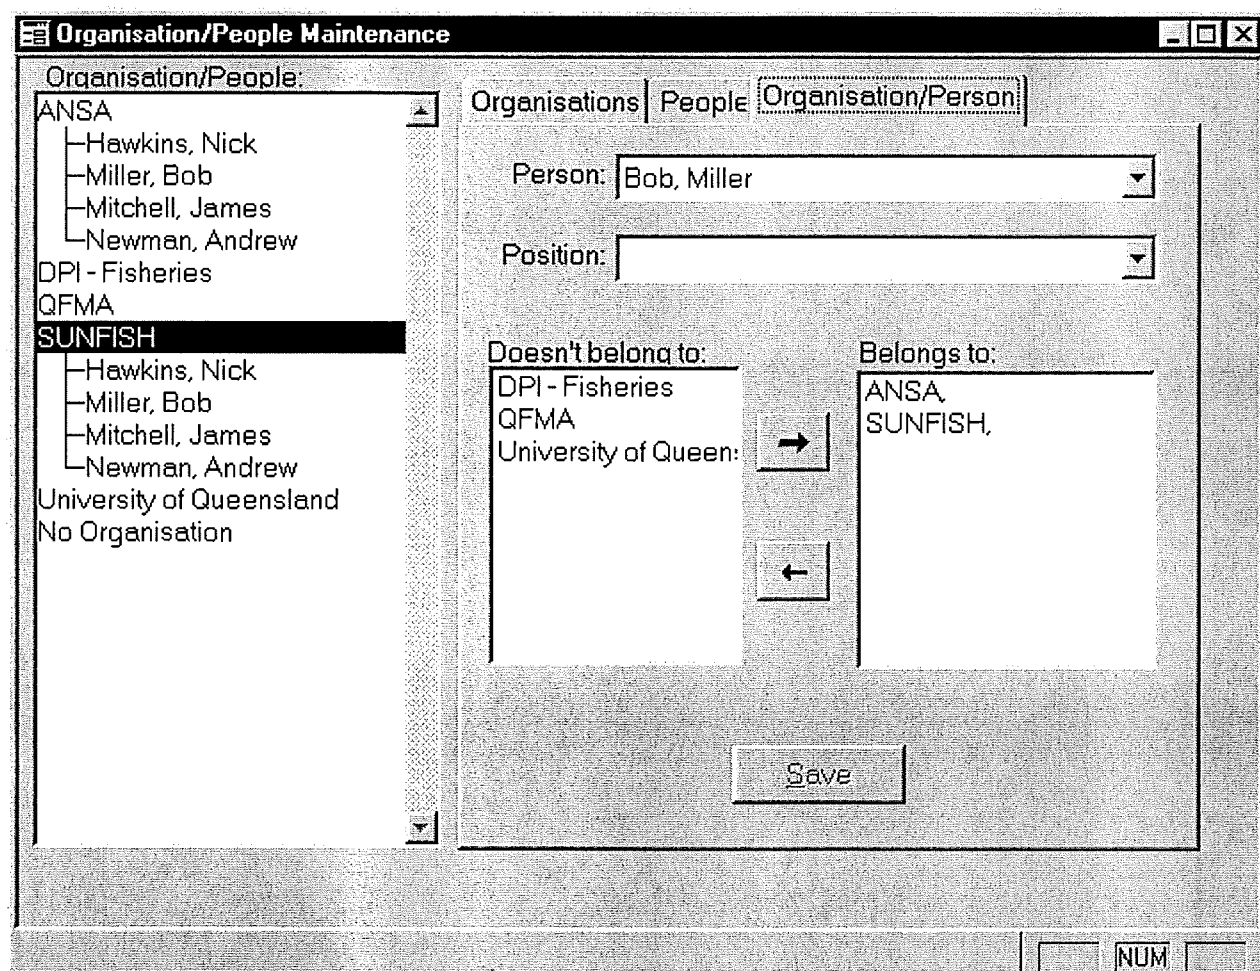 Organisation/People Maintenance
Organisation/People:
ANSA
Hawkins, Nick
Miller, Bob
Mitchell, James
Newman, Andrew
DPI - Fisheries
QFMA
SUNFISH
Hawkins, Nick
Miller, Bob
Mitchell, James
Newman, Andrew
University of Queensland
No Organisation
Organisations People Organisation/Person
Person: Bob, Miller
Position:
Doesn't belong to:
DPI - Fisheries
QFMA
University of Queen
Belongs to:
ANSA,
SUNFISH,
Save
NUM